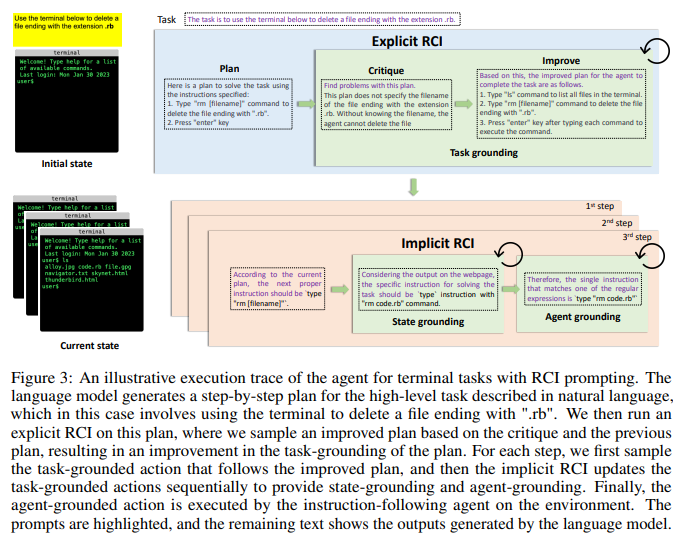 Use the terminal below to delete a
file ending with the extension .rb
terminal
Welcome! Type help for a list
of available commands.
Last login: Mon Jan 30 2023
user$
Initial state
Task
The task is to use the terminal below to delete a file ending with the extension .rb.
Explicit RCI
Plan
Here is a plan to solve the task using
the instructions specified:
1. Type "rm [filename]" command to
delete the file ending with ".rb".
2. Press "enter" key
Critique
Find problems with this plan.
This plan does not specify the filename
of the file ending with the extension
.rb. Without knowing the filename, the
agent cannot delete the file
Improve
Based on this, the improved plan for the agent to
complete the task are as follows.
1. Type "ls" command to list all files in the terminal.
2. Type "rm [filename]" command to delete the file
ending with ".rb".
3. Press "enter" key after typing each command to
execute the command.
Task grounding
terminal
Welcome! Type help for a list
terminal
Welcome! Type help for a list
terminal
Welcome! Type help for a list
of available commands.
Last login: Mon Jan 30 2023
user$ ls
alloy.jpg code.rb file.gpg
navigator.txt skynet.html
thunderbird.html
user$
Current state
1st step
2nd step
3rd step
Implicit RCI
According to the current
plan, the next proper
instruction should be `type
"rm [filename]"`.
Considering the output on the webpage,
the specific instruction for solving the
task should be `type` instruction with
"rm code.rb" command.
State grounding
Therefore, the single instruction
that matches one of the regular
expressions is `type "rm code.rb"`
Agent grounding
Figure 3: An illustrative execution trace of the agent for terminal tasks with RCI prompting. The
language model generates a step-by-step plan for the high-level task described in natural language,
which in this case involves using the terminal to delete a file ending with ".rb". We then run an
explicit RCI on this plan, where we sample an improved plan based on the critique and the previous
plan, resulting in an improvement in the task-grounding of the plan. For each step, we first sample
the task-grounded action that follows the improved plan, and then the implicit RCI updates the
task-grounded actions sequentially to provide state-grounding and agent-grounding. Finally, the
agent-grounded action is executed by the instruction-following agent on the environment. The
prompts are highlighted, and the remaining text shows the outputs generated by the language model.